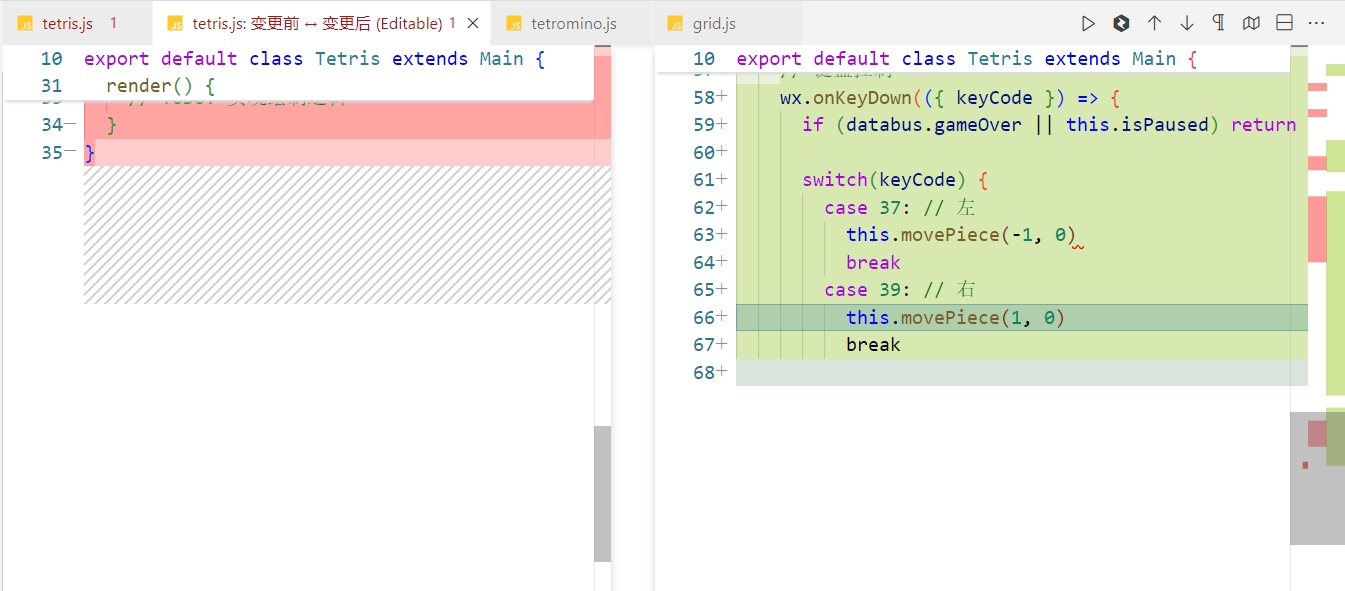 JS tetris.js 1
JS tetris.js: 变更前 ↔ 变更后 (Editable) 1 ×
JS tetromino.js
JS grid.js
10 export default class Tetris extends Main {
31 render() {
34− }
35− }
10 export default class Tetris extends Main {
58+ wx.onKeyDown(({ keyCode }) => {
59+ if (databus.gameOver || this.isPaused) return
60+
61+ switch(keyCode) {
62+ case 37: // 左
63+ this.movePiece(-1, 0)
64+ break
65+ case 39: // 右
66+ this.movePiece(1, 0)
67+ break
68+